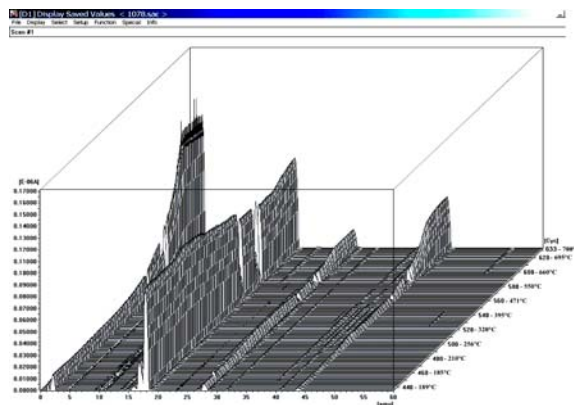 [D1] Display Saved Values < 1078.sac >
File Display Select Setup Function Special Info
Scan #1
[E-06A]
0.17000
0.16000
0.15000
0.14000
0.13000
0.12000
0.11000
0.10000
0.09000
0.08000
0.07000
0.06000
0.05000
0.04000
0.03000
0.02000
0.01000
0.00000
0 5 10 15 20 25 30 35 40 45 50 55 60
[Cyc]
633 - 700°
620 - 695°C
600 - 660°C
580 - 550°C
560 - 471°C
540 - 395°C
520 - 320°C
500 - 256°C
480 - 210°C
460 - 185°C
440 - 189°C